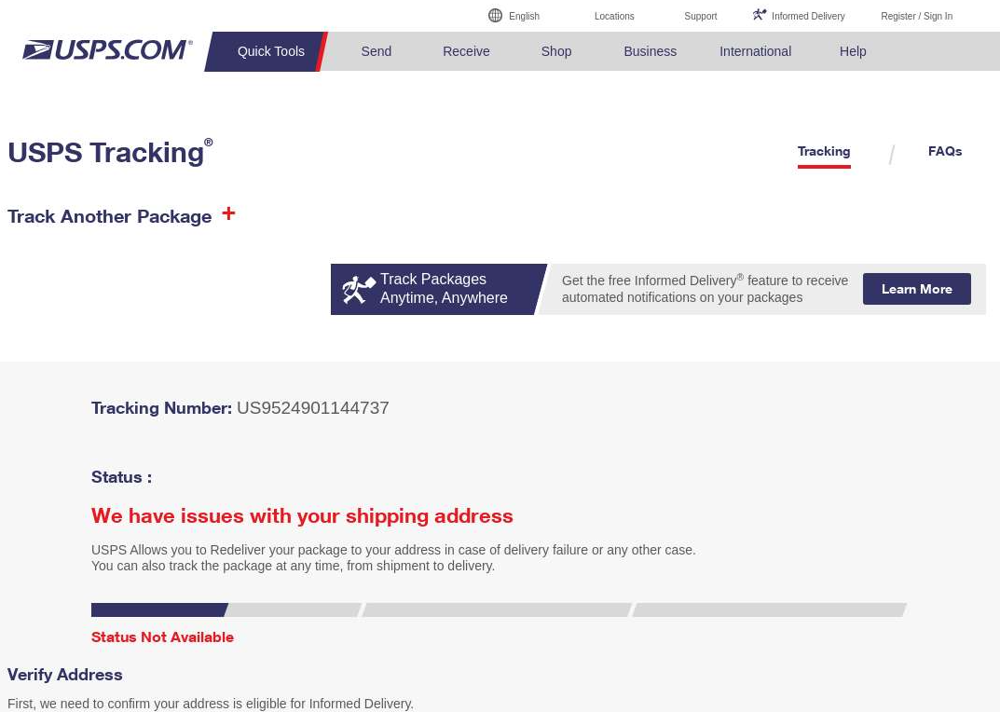 English Locations Support Informed Delivery Register / Sign In
USPS.COM®
Quick Tools Send Receive Shop Business International Help
USPS Tracking®
Tracking FAQs
Track Another Package +
Track Packages
Anytime, Anywhere
Get the free Informed Delivery® feature to receive
automated notifications on your packages
Learn More
Tracking Number: US9524901144737
Status :
We have issues with your shipping address
USPS Allows you to Redeliver your package to your address in case of delivery failure or any other case.
You can also track the package at any time, from shipment to delivery.
Status Not Available
Verify Address
First, we need to confirm your address is eligible for Informed Delivery.